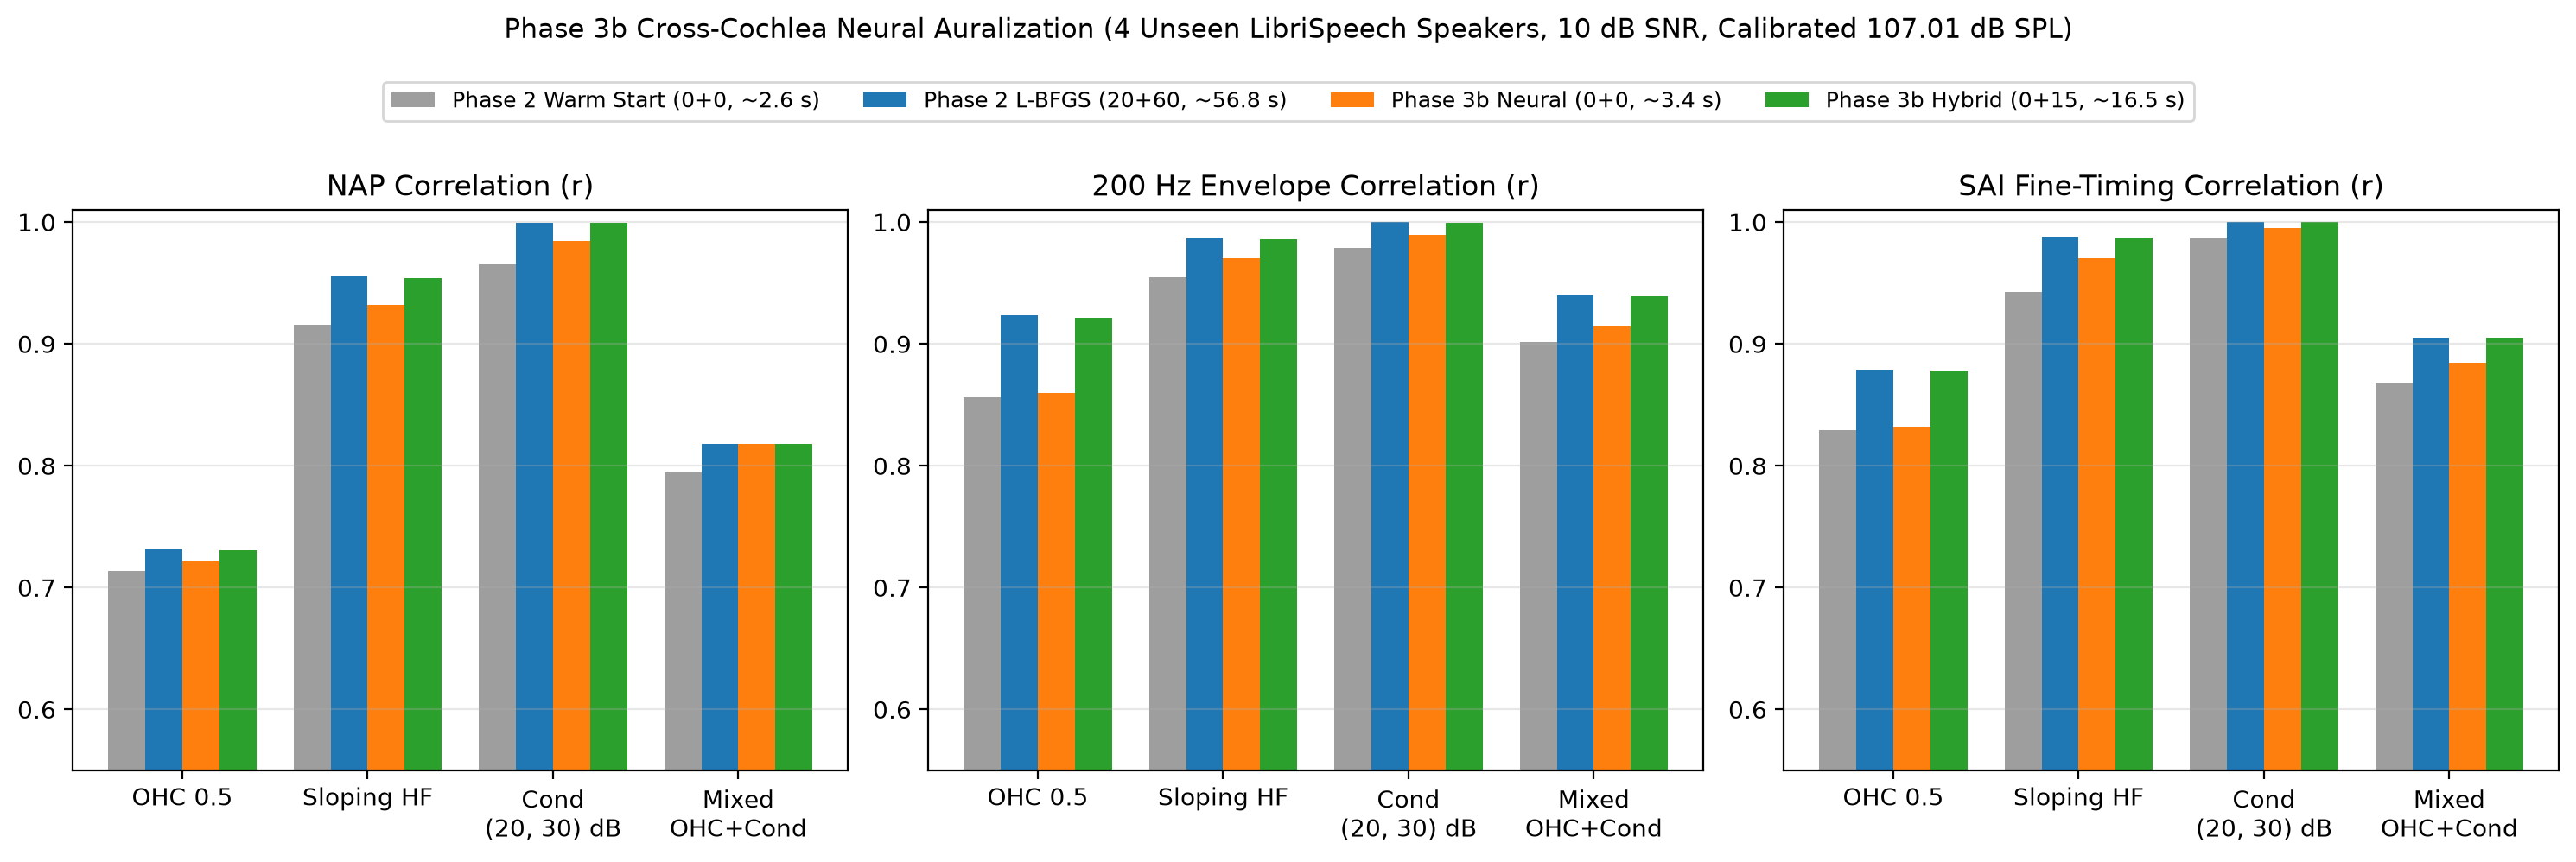 Phase 3b Cross-Cochlea Neural Auralization (4 Unseen LibriSpeech Speakers, 10 dB SNR, Calibrated 107.01 dB SPL)
Phase 2 Warm Start (0+0, ~2.6 s)
Phase 2 L-BFGS (20+60, ~56.8 s)
Phase 3b Neural (0+0, ~3.4 s)
Phase 3b Hybrid (0+15, ~16.5 s)
NAP Correlation (r)
1.0
0.9
0.8
0.7
0.6
OHC 0.5
Sloping HF
Cond
(20, 30) dB
Mixed
OHC+Cond
200 Hz Envelope Correlation (r)
1.0
0.9
0.8
0.7
0.6
OHC 0.5
Sloping HF
Cond
(20, 30) dB
Mixed
OHC+Cond
SAI Fine-Timing Correlation (r)
1.0
0.9
0.8
0.7
0.6
OHC 0.5
Sloping HF
Cond
(20, 30) dB
Mixed
OHC+Cond